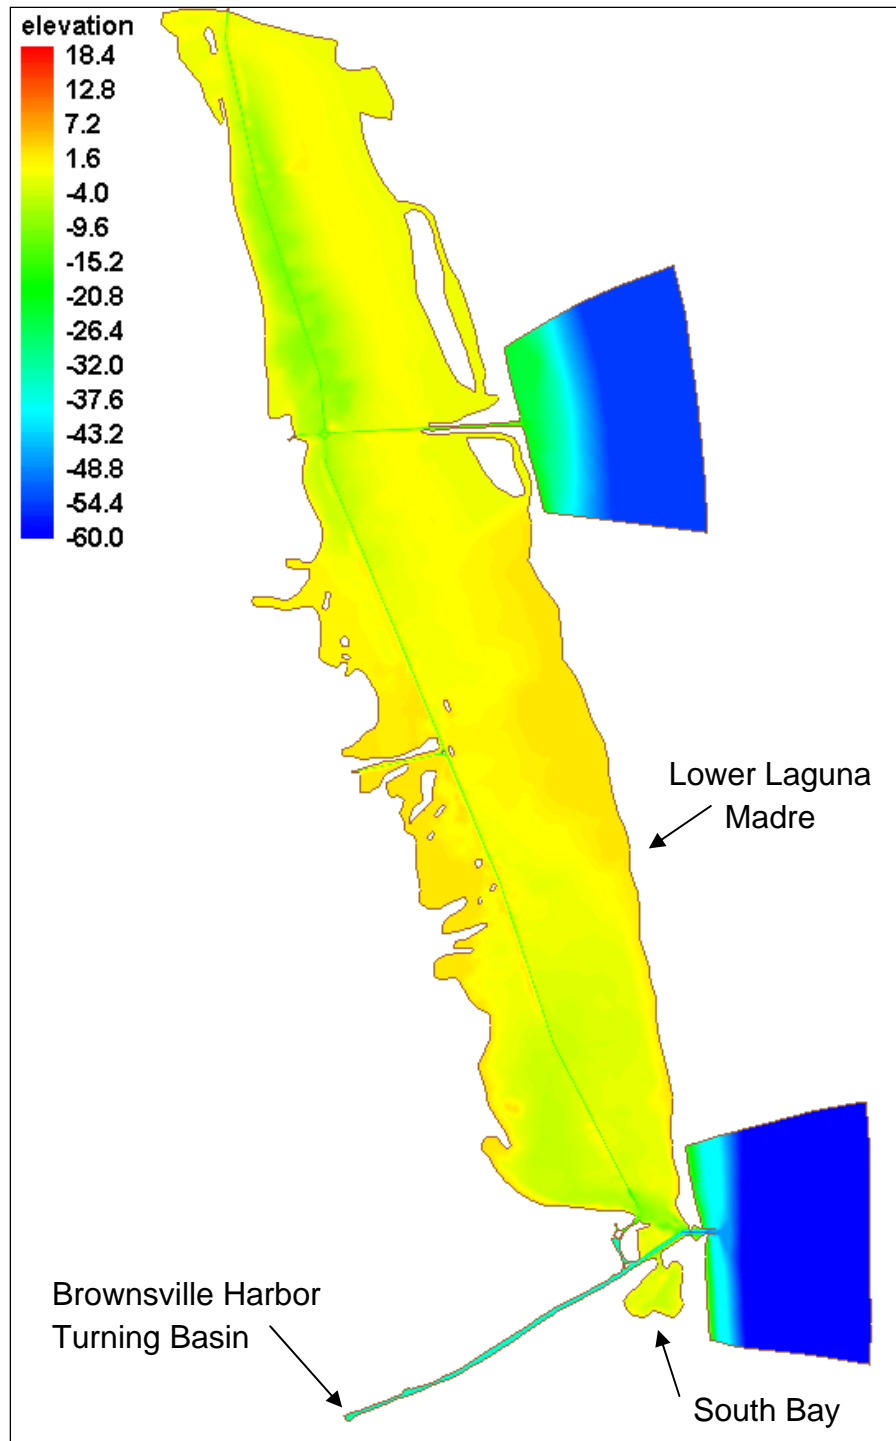 elevation
18.4
12.8
7.2
1.6
-4.0
-9.6
-15.2
-20.8
-26.4
-32.0
-37.6
-43.2
-48.8
-54.4
-60.0
Lower Laguna
Madre
Brownsville Harbor
Turning Basin
South Bay